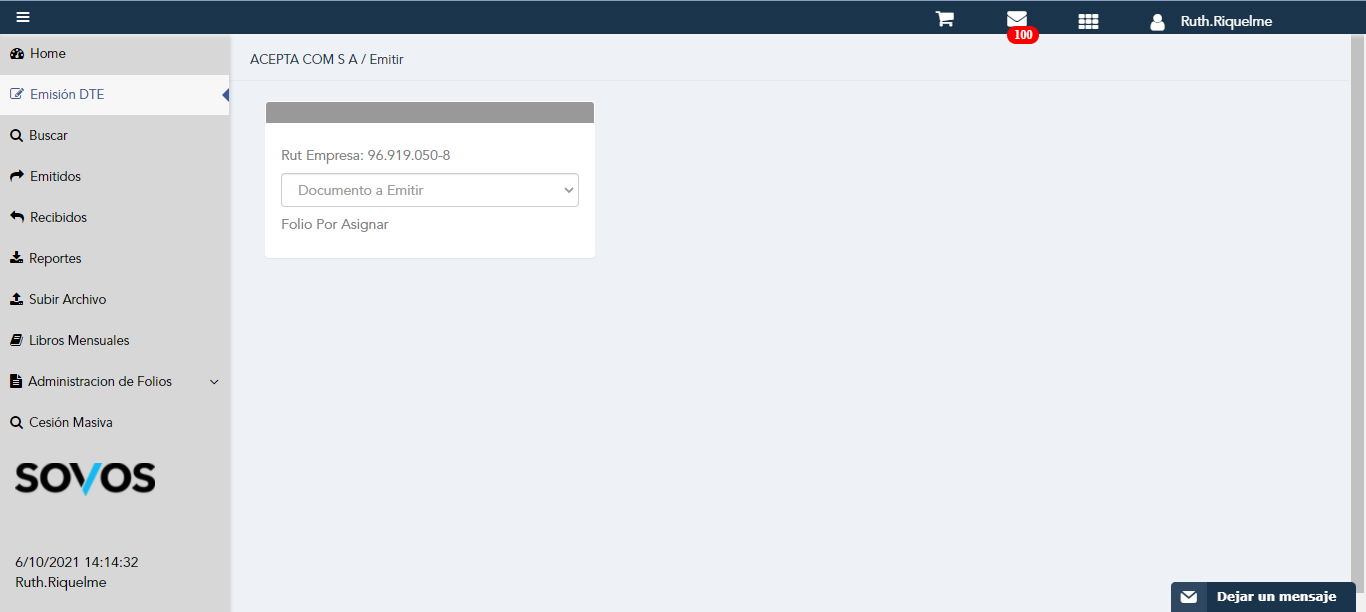 100
Ruth.Riquelme
Home
ACEPTA COM S A / Emitir
Emisión DTE
Buscar
Emitidos
Recibidos
Reportes
Subir Archivo
Libros Mensuales
Administracion de Folios
Cesión Masiva
Rut Empresa: 96.919.050-8
Documento a Emitir
Folio Por Asignar
SOVOS
6/10/2021 14:14:32
Ruth.Riquelme
Dejar un mensaje